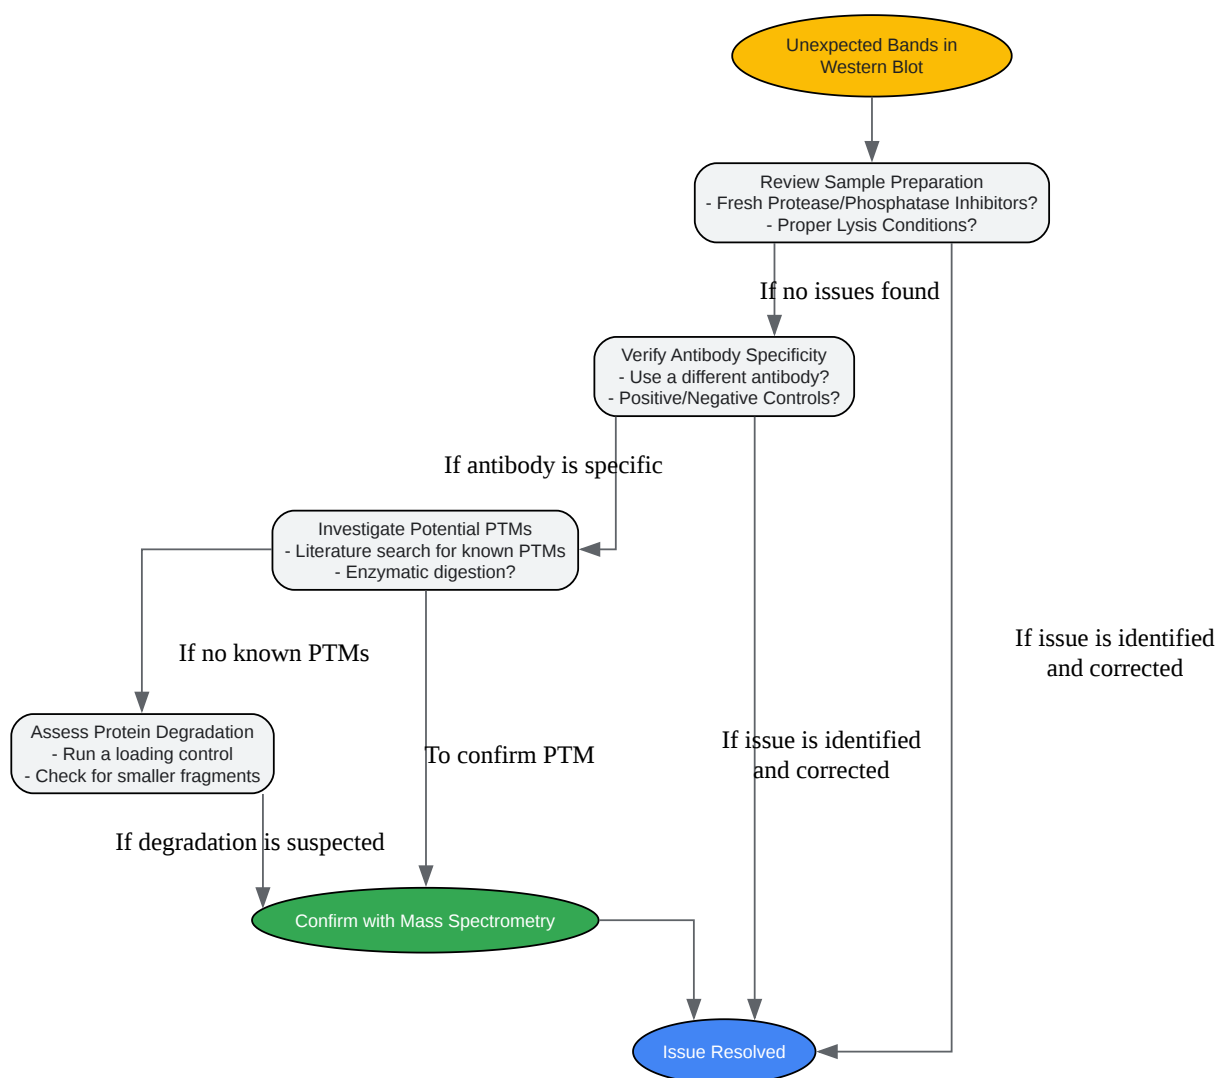 Unexpected Bands in
Western Blot
Review Sample Preparation
- Fresh Protease/Phosphatase Inhibitors?
- Proper Lysis Conditions?
If no issues found
Verify Antibody Specificity
- Use a different antibody?
- Positive/Negative Controls?
If antibody is specific
Investigate Potential PTMs
- Literature search for known PTMs
- Enzymatic digestion?
If no known PTMs
If issue is identified
and corrected
Assess Protein Degradation
- Run a loading control
- Check for smaller fragments
To confirm PTM
If issue is identified
and corrected
If degradation is suspected
Confirm with Mass Spectrometry
Issue Resolved